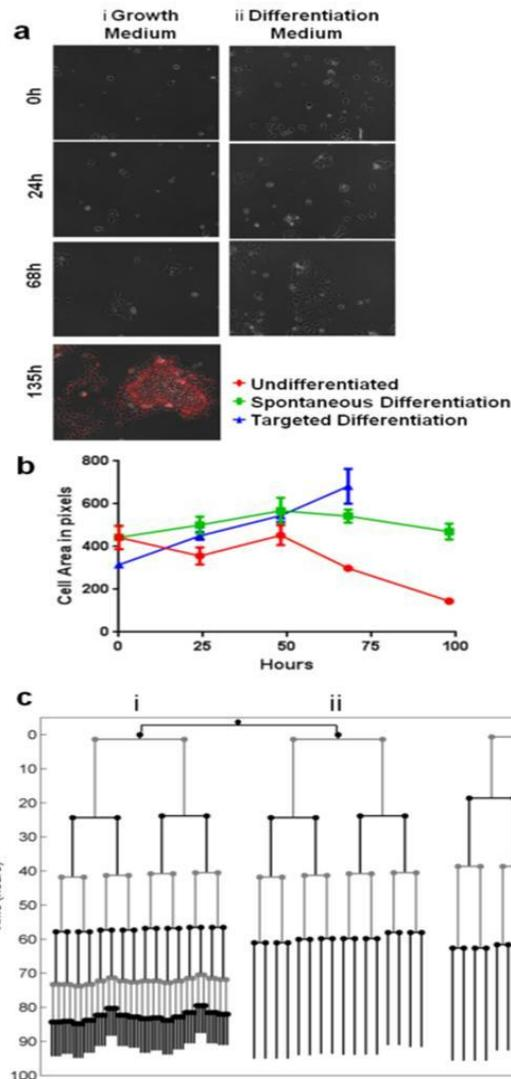 a
i Growth
Medium
ii Differentiation
Medium
0h
24h
68h
135h
Undifferentiated
Spontaneous Differentiation
Targeted Differentiation
b
800
600
400
200
0
Cell Area in pixels
0
25
50
75
100
Hours
c
i
ii
0
10
20
30
40
50
60
70
80
90
100
(hours)